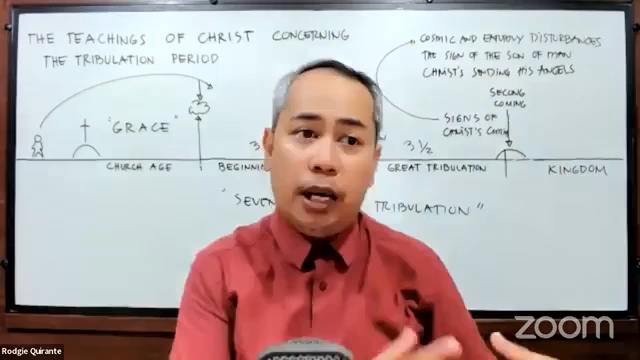 THE TEACHINGS OF CHRIST CONCERNING
THE TRIBULATION PERIOD
COSMIC AND EARTHLY DISTURBANCES
THE SIGN OF THE SON OF MAN
CHRIST'S SENDING HIS ANGELS
SECOND
COMING
SIGNS OF
CHRIST'S COMING
"GRACE"
3
3 1/2
CHURCH AGE
BEGINNI
GREAT TRIBULATION
KINGDOM
"SEVEN
TRIBULATION"
zoom
Rodgie Quirante